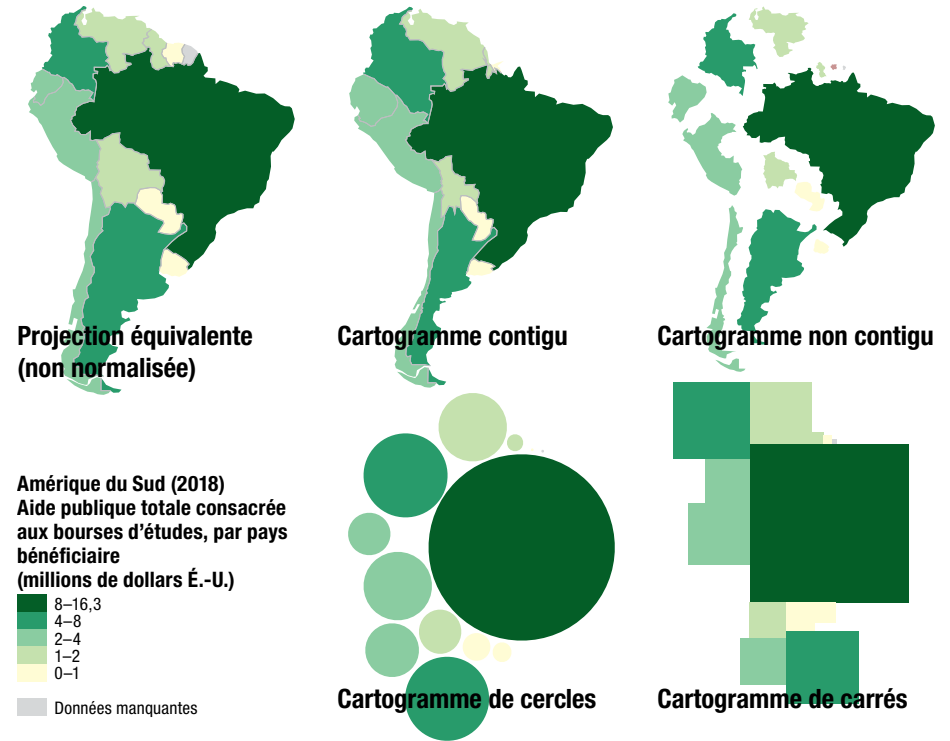 Projection équivalente
(non normalisée)
Cartogramme contigu
Cartogramme non contigu
Amérique du Sud (2018)
Aide publique totale consacrée
aux bourses d’études, par pays
bénéficiaire
(millions de dollars É.-U.)
8–16,3
4–8
2–4
1–2
0–1
Données manquantes
Cartogramme de cercles
Cartogramme de carrés